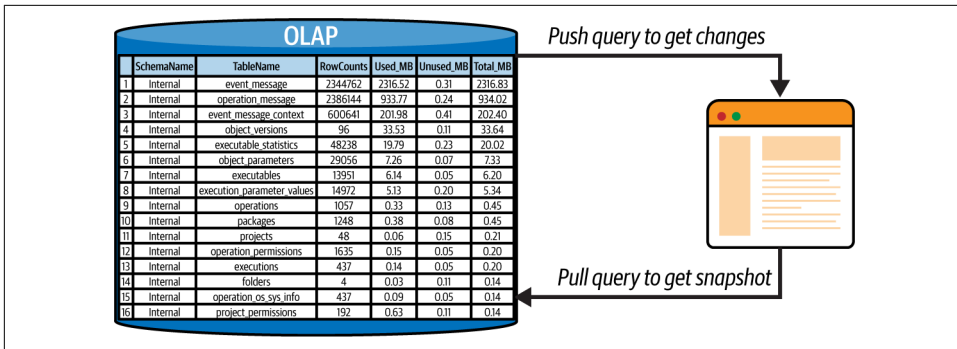 OLAP
SchemaName TableName RowCounts Used_MB Unused_MB Total_MB
1 Internal event_message 2344762 2316.52 0.31 2316.83
2 Internal operation_message 2386144 933.77 0.24 934.02
3 Internal event_message_context 600641 201.98 0.41 202.40
4 Internal object_versions 96 33.53 0.11 33.64
5 Internal executable_statistics 48238 19.79 0.23 20.02
6 Internal object_parameters 29056 7.26 0.07 7.33
7 Internal executables 13951 6.14 0.05 6.20
8 Internal execution_parameter_values 14972 5.13 0.20 5.34
9 Internal operations 1057 0.33 0.13 0.45
10 Internal packages 1248 0.38 0.08 0.45
11 Internal projects 48 0.06 0.15 0.21
12 Internal operation_permissions 1635 0.15 0.05 0.20
13 Internal executions 437 0.14 0.05 0.20
14 Internal folders 4 0.03 0.11 0.14
15 Internal operation_os_sys_info 437 0.09 0.05 0.14
16 Internal project_permissions 192 0.63 0.11 0.14
Push query to get changes
Pull query to get snapshot